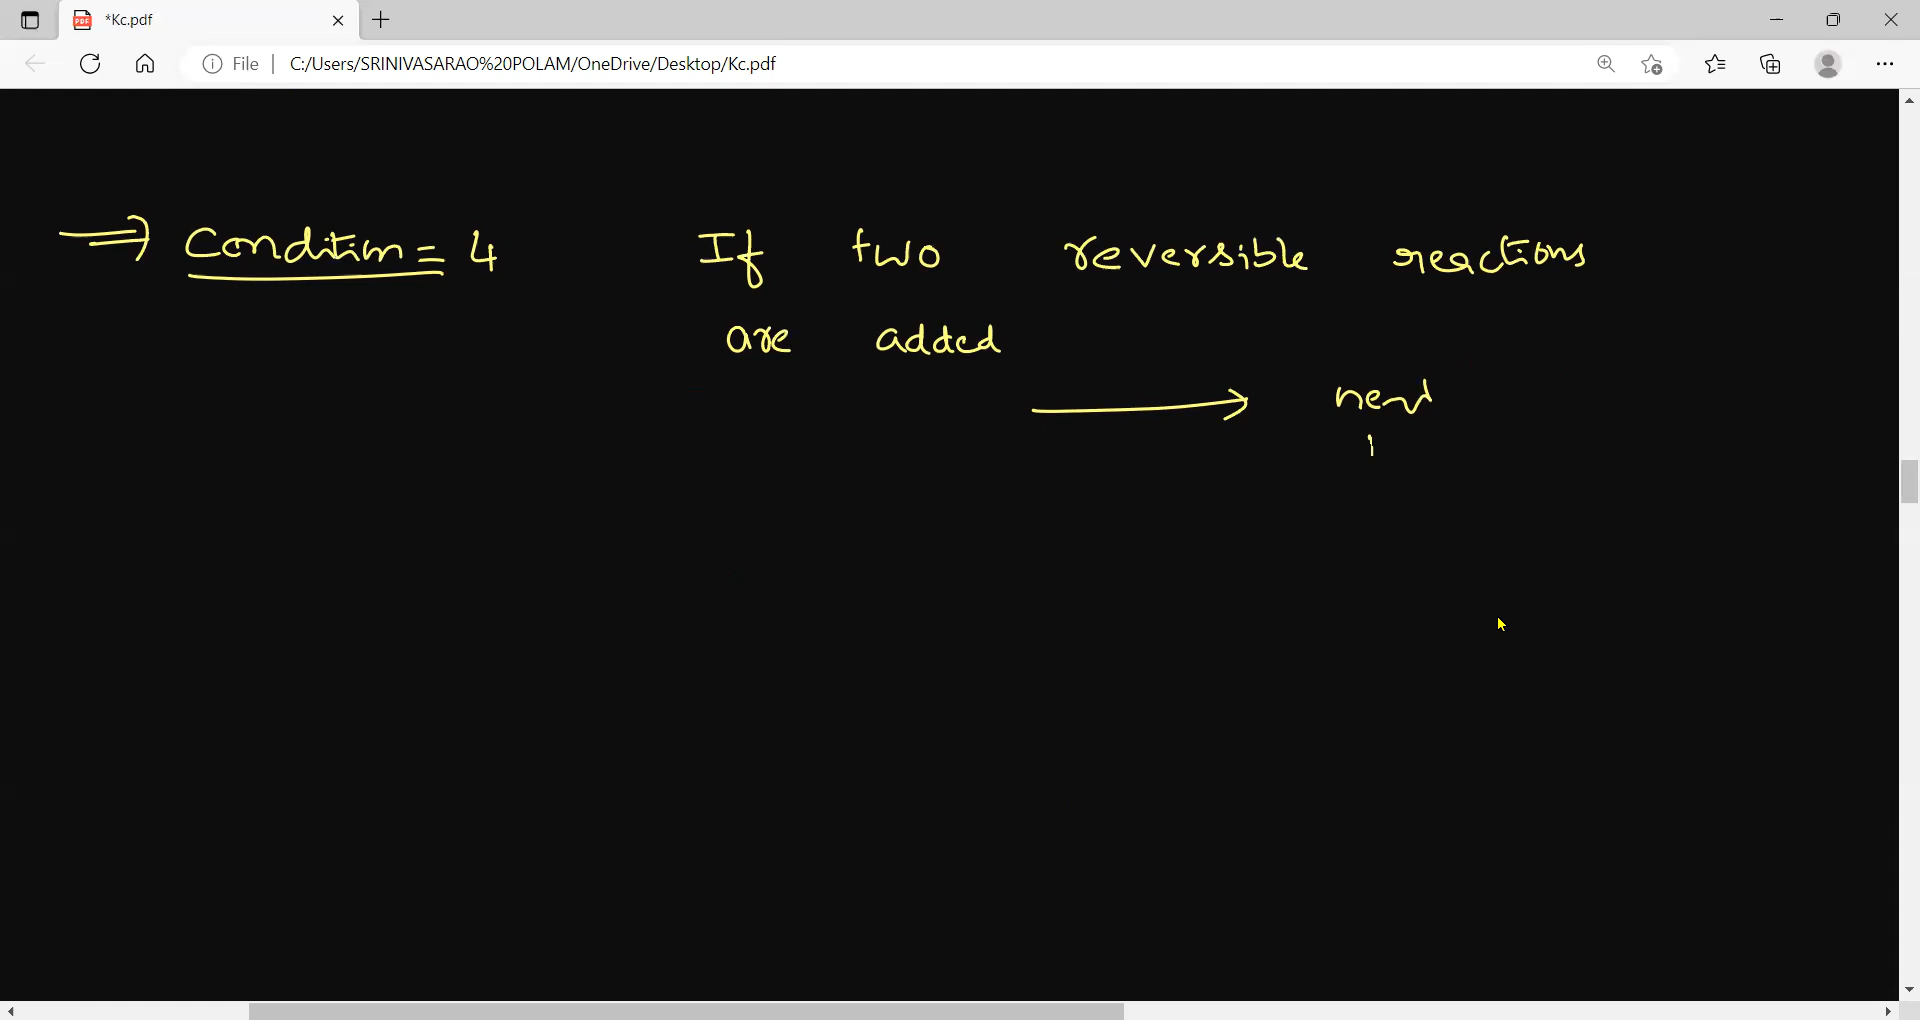 *Kc.pdf
File | C:/Users/SRINIVASARAO%20POLAM/OneDrive/Desktop/Kc.pdf
⇒ Condition = 4 If two reversible reactions
are added
→ new